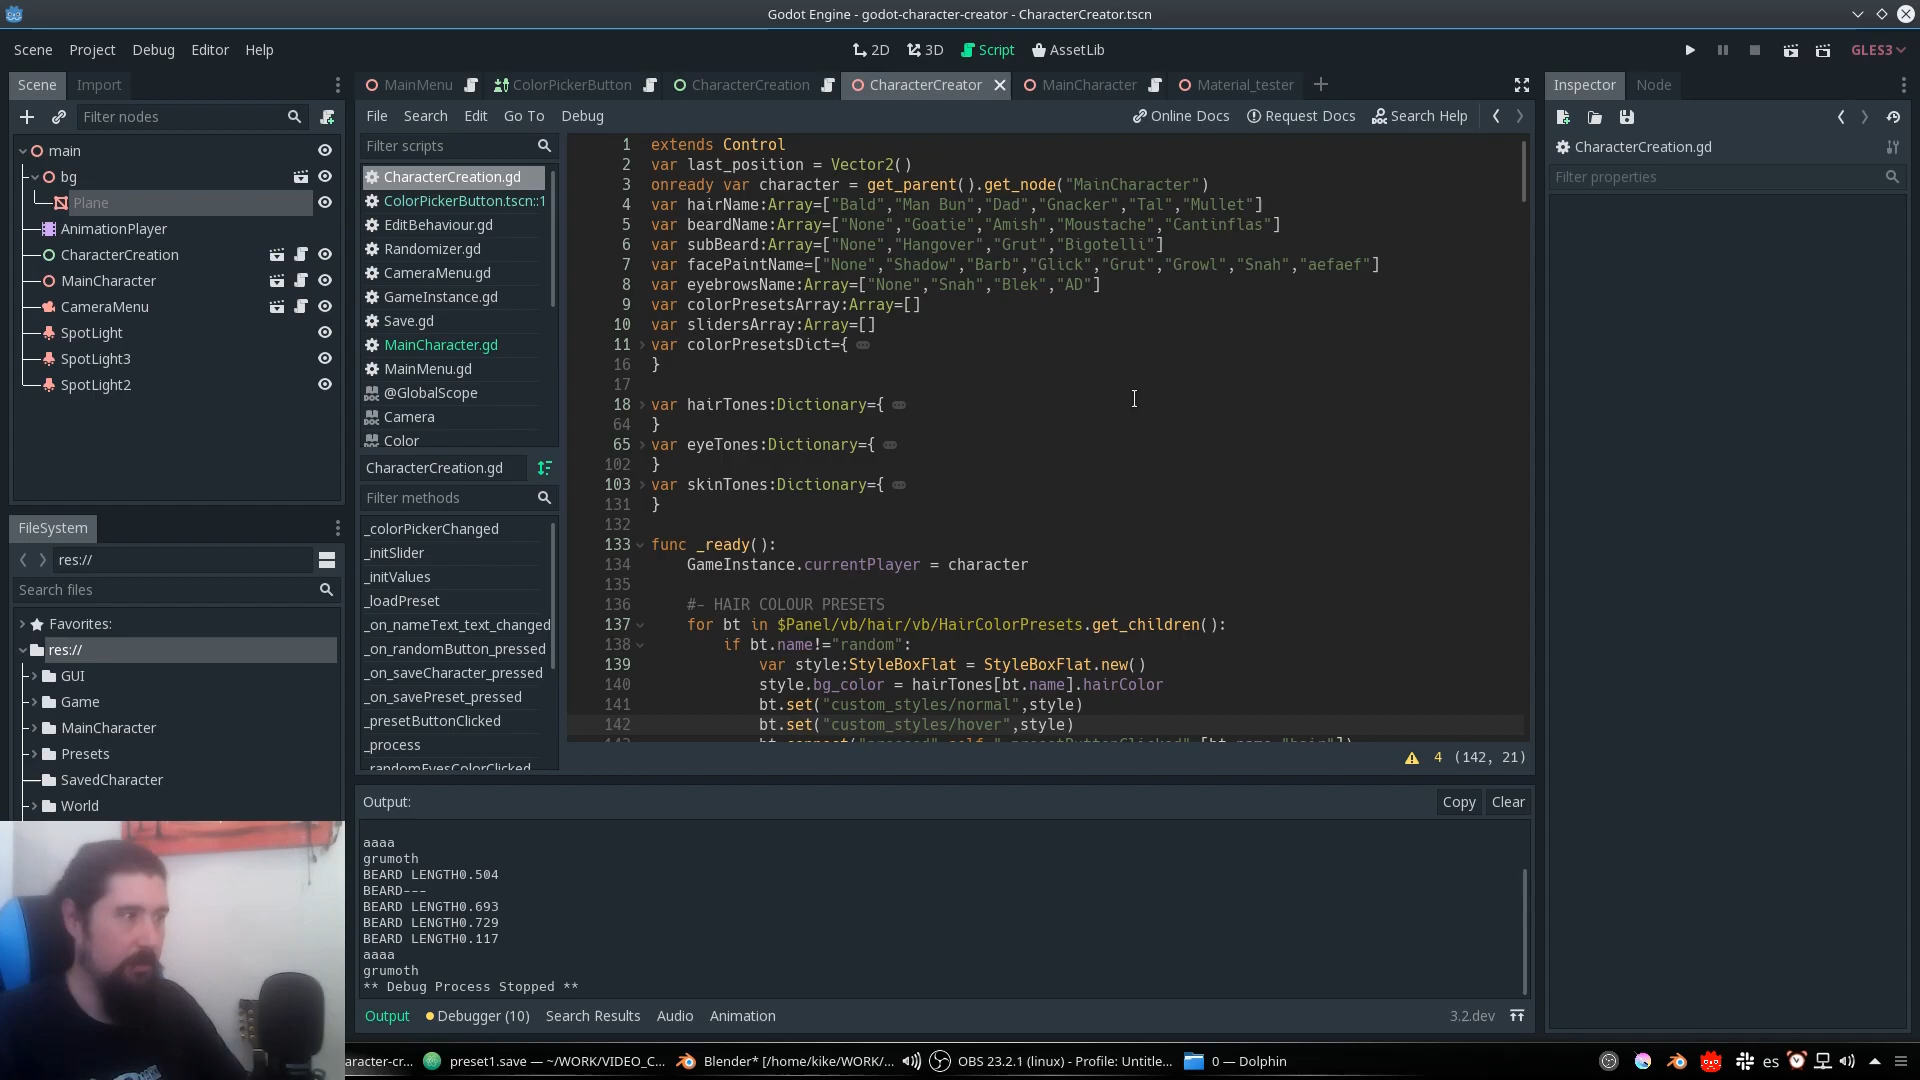 Godot Engine - godot-character-creator - CharacterCreator.tscn
Scene Project Debug Editor Help
2D 3D Script AssetLib
GLES3
Scene Import
Filter nodes
main
bg
Plane
AnimationPlayer
CharacterCreation
MainCharacter
CameraMenu
SpotLight
SpotLight3
SpotLight2
FileSystem
res://
Search files
Favorites:
res://
GUI
Game
MainCharacter
Presets
SavedCharacter
World
MainMenu ColorPickerButton CharacterCreation CharacterCreator MainCharacter Material_tester
File Search Edit Go To Debug
Online Docs Request Docs Search Help
Filter scripts
CharacterCreation.gd
ColorPickerButton.tscn::1
EditBehaviour.gd
Randomizer.gd
CameraMenu.gd
GameInstance.gd
Save.gd
MainCharacter.gd
MainMenu.gd
@GlobalScope
Camera
Color
CharacterCreation.gd
Filter methods
_colorPickerChanged
_initSlider
_initValues
_loadPreset
_on_nameText_text_changed
_on_randomButton_pressed
_on_saveCharacter_pressed
_on_savePreset_pressed
_presetButtonClicked
_process
_randomEyesColorClicked
1 extends Control
2 var last_position = Vector2()
3 onready var character = get_parent().get_node("MainCharacter")
4 var hairName:Array=["Bald","Man Bun","Dad","Gnacker","Tal","Mullet"]
5 var beardName:Array=["None","Goatie","Amish","Moustache","Cantinflas"]
6 var subBeard:Array=["None","Hangover","Grut","Bigotelli"]
7 var facePaintName=["None","Shadow","Barb","Glick","Grut","Growl","Snah","aefaef"]
8 var eyebrowsName:Array=["None","Snah","Blek","AD"]
9 var colorPresetsArray:Array=[]
10 var slidersArray:Array=[]
11 var colorPresetsDict={
16 }
17
18 var hairTones:Dictionary={
64 }
65 var eyeTones:Dictionary={
102 }
103 var skinTones:Dictionary={
131 }
132
133 func _ready():
134 GameInstance.currentPlayer = character
135
136 #- HAIR COLOUR PRESETS
137 for bt in $Panel/vb/hair/vb/HairColorPresets.get_children():
138 if bt.name!="random":
139 var style:StyleBoxFlat = StyleBoxFlat.new()
140 style.bg_color = hairTones[bt.name].hairColor
141 bt.set("custom_styles/normal",style)
142 bt.set("custom_styles/hover",style)
4 (142, 21)
Output:
Copy Clear
aaaa
grumoth
BEARD LENGTH0.504
BEARD---
BEARD LENGTH0.693
BEARD LENGTH0.729
BEARD LENGTH0.117
aaaa
grumoth
** Debug Process Stopped **
Output Debugger (10) Search Results Audio Animation
3.2.dev
Inspector Node
CharacterCreation.gd
Filter properties
aracter-cr... preset1.save — ~/WORK/VIDEO_C... Blender* [/home/kike/WORK/... OBS 23.2.1 (linux) - Profile: Untitle... 0 — Dolphin
es